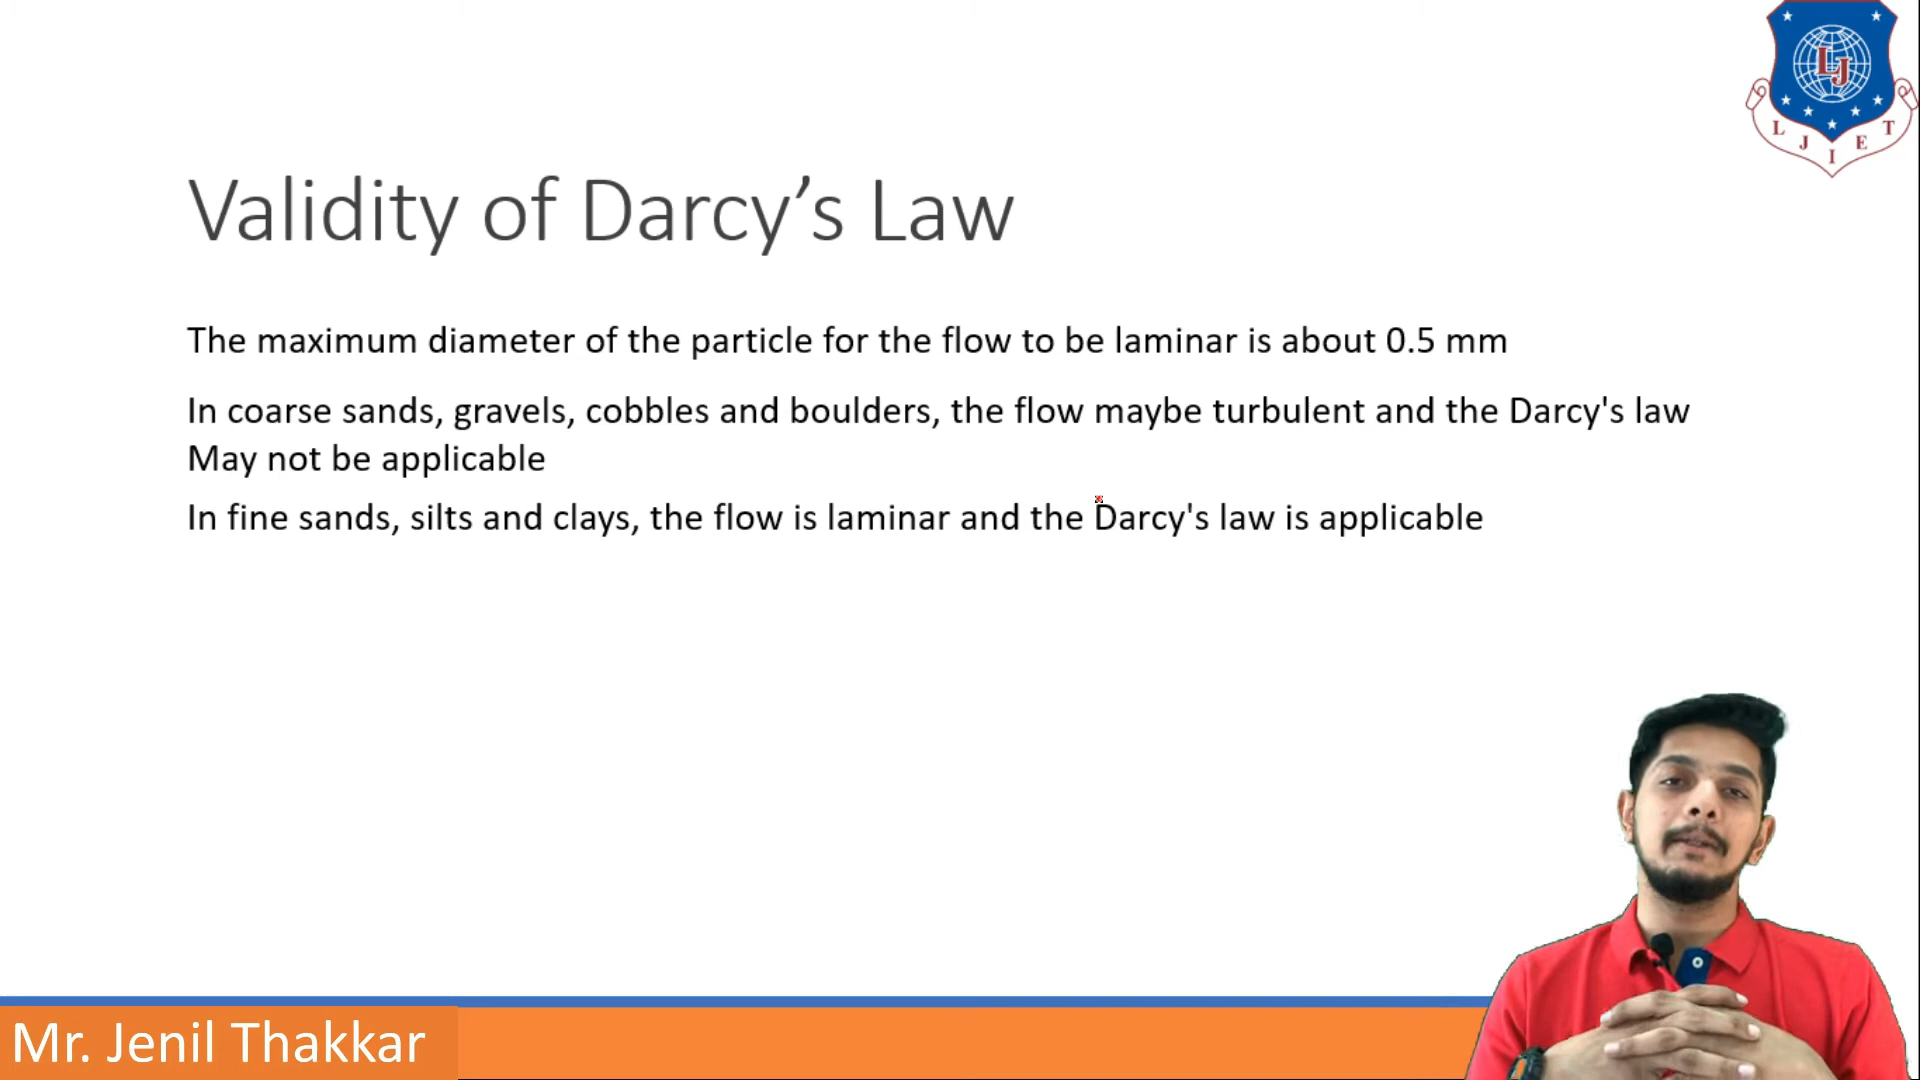 LJ
L J I E T
Validity of Darcy’s Law
The maximum diameter of the particle for the flow to be laminar is about 0.5 mm
In coarse sands, gravels, cobbles and boulders, the flow maybe turbulent and the Darcy's law
May not be applicable
In fine sands, silts and clays, the flow is laminar and the Darcy's law is applicable
Mr. Jenil Thakkar